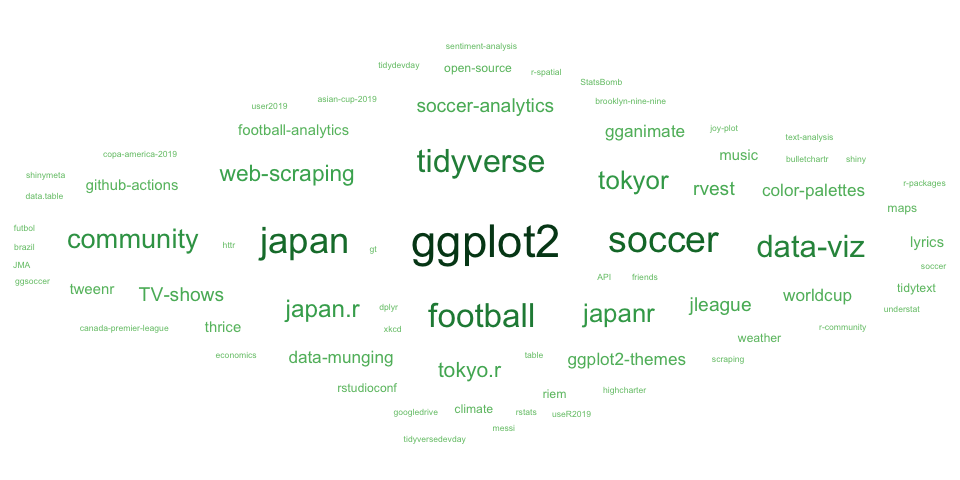 sentiment-analysis
tidydevday open-source r-spatial
StatsBomb
user2019 asian-cup-2019 soccer-analytics brooklyn-nine-nine
football-analytics gganimate joy-plot
text-analysis
copa-america-2019 tidyverse music bulletchartr shiny
shinymeta github-actions web-scraping tokyor rvest color-palettes r-packages
data.table maps
futbol
brazil community httr japan gt ggplot2 soccer data-viz lyrics
JMA soccer
ggsoccer API friends
tweenr TV-shows worldcup tidytext
japan.r dplyr football japanr jleague understat
canada-premier-league thrice xkcd r-community
weather
economics data-munging table ggplot2-themes scraping
tokyo.r
rstudioconf riem highcharter
googledrive climate rstats useR2019
messi
tidyversedevday